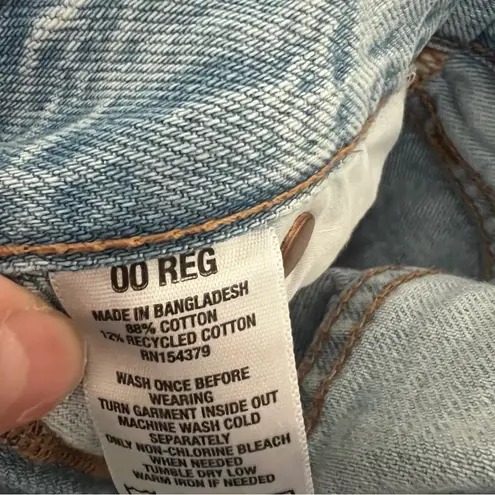 00 REG
MADE IN BANGLADESH
88% COTTON
12% RECYCLED COTTON
RN154379
WASH ONCE BEFORE
WEARING
TURN GARMENT INSIDE OUT
MACHINE WASH COLD
SEPARATELY
ONLY NON-CHLORINE BLEACH
WHEN NEEDED
TUMBLE DRY LOW
WARM IRON IF NEEDED